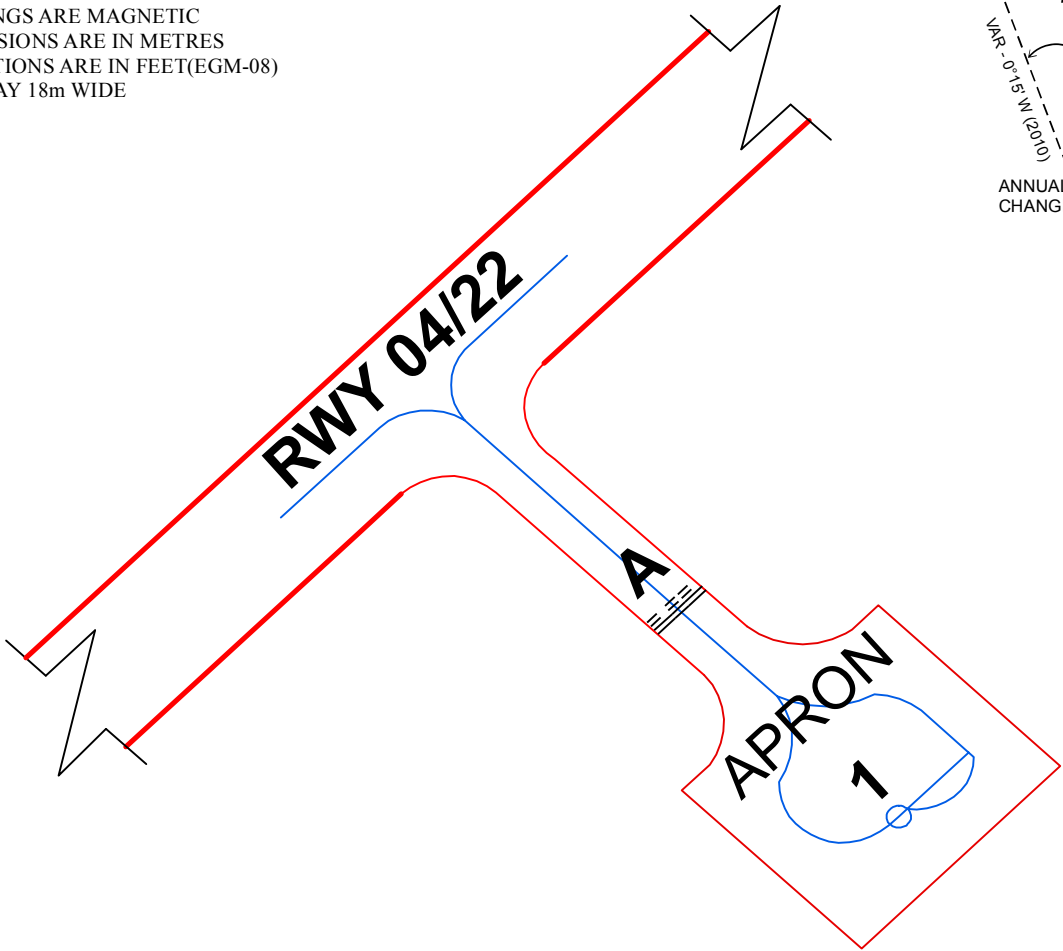 NGS ARE MAGNETIC
SIONS ARE IN METRES
TIONS ARE IN FEET(EGM-08)
AY 18m WIDE
VAR - 0°15' W (2010)
ANNUAL
CHANG
RWY 04/22
A
APRON
1